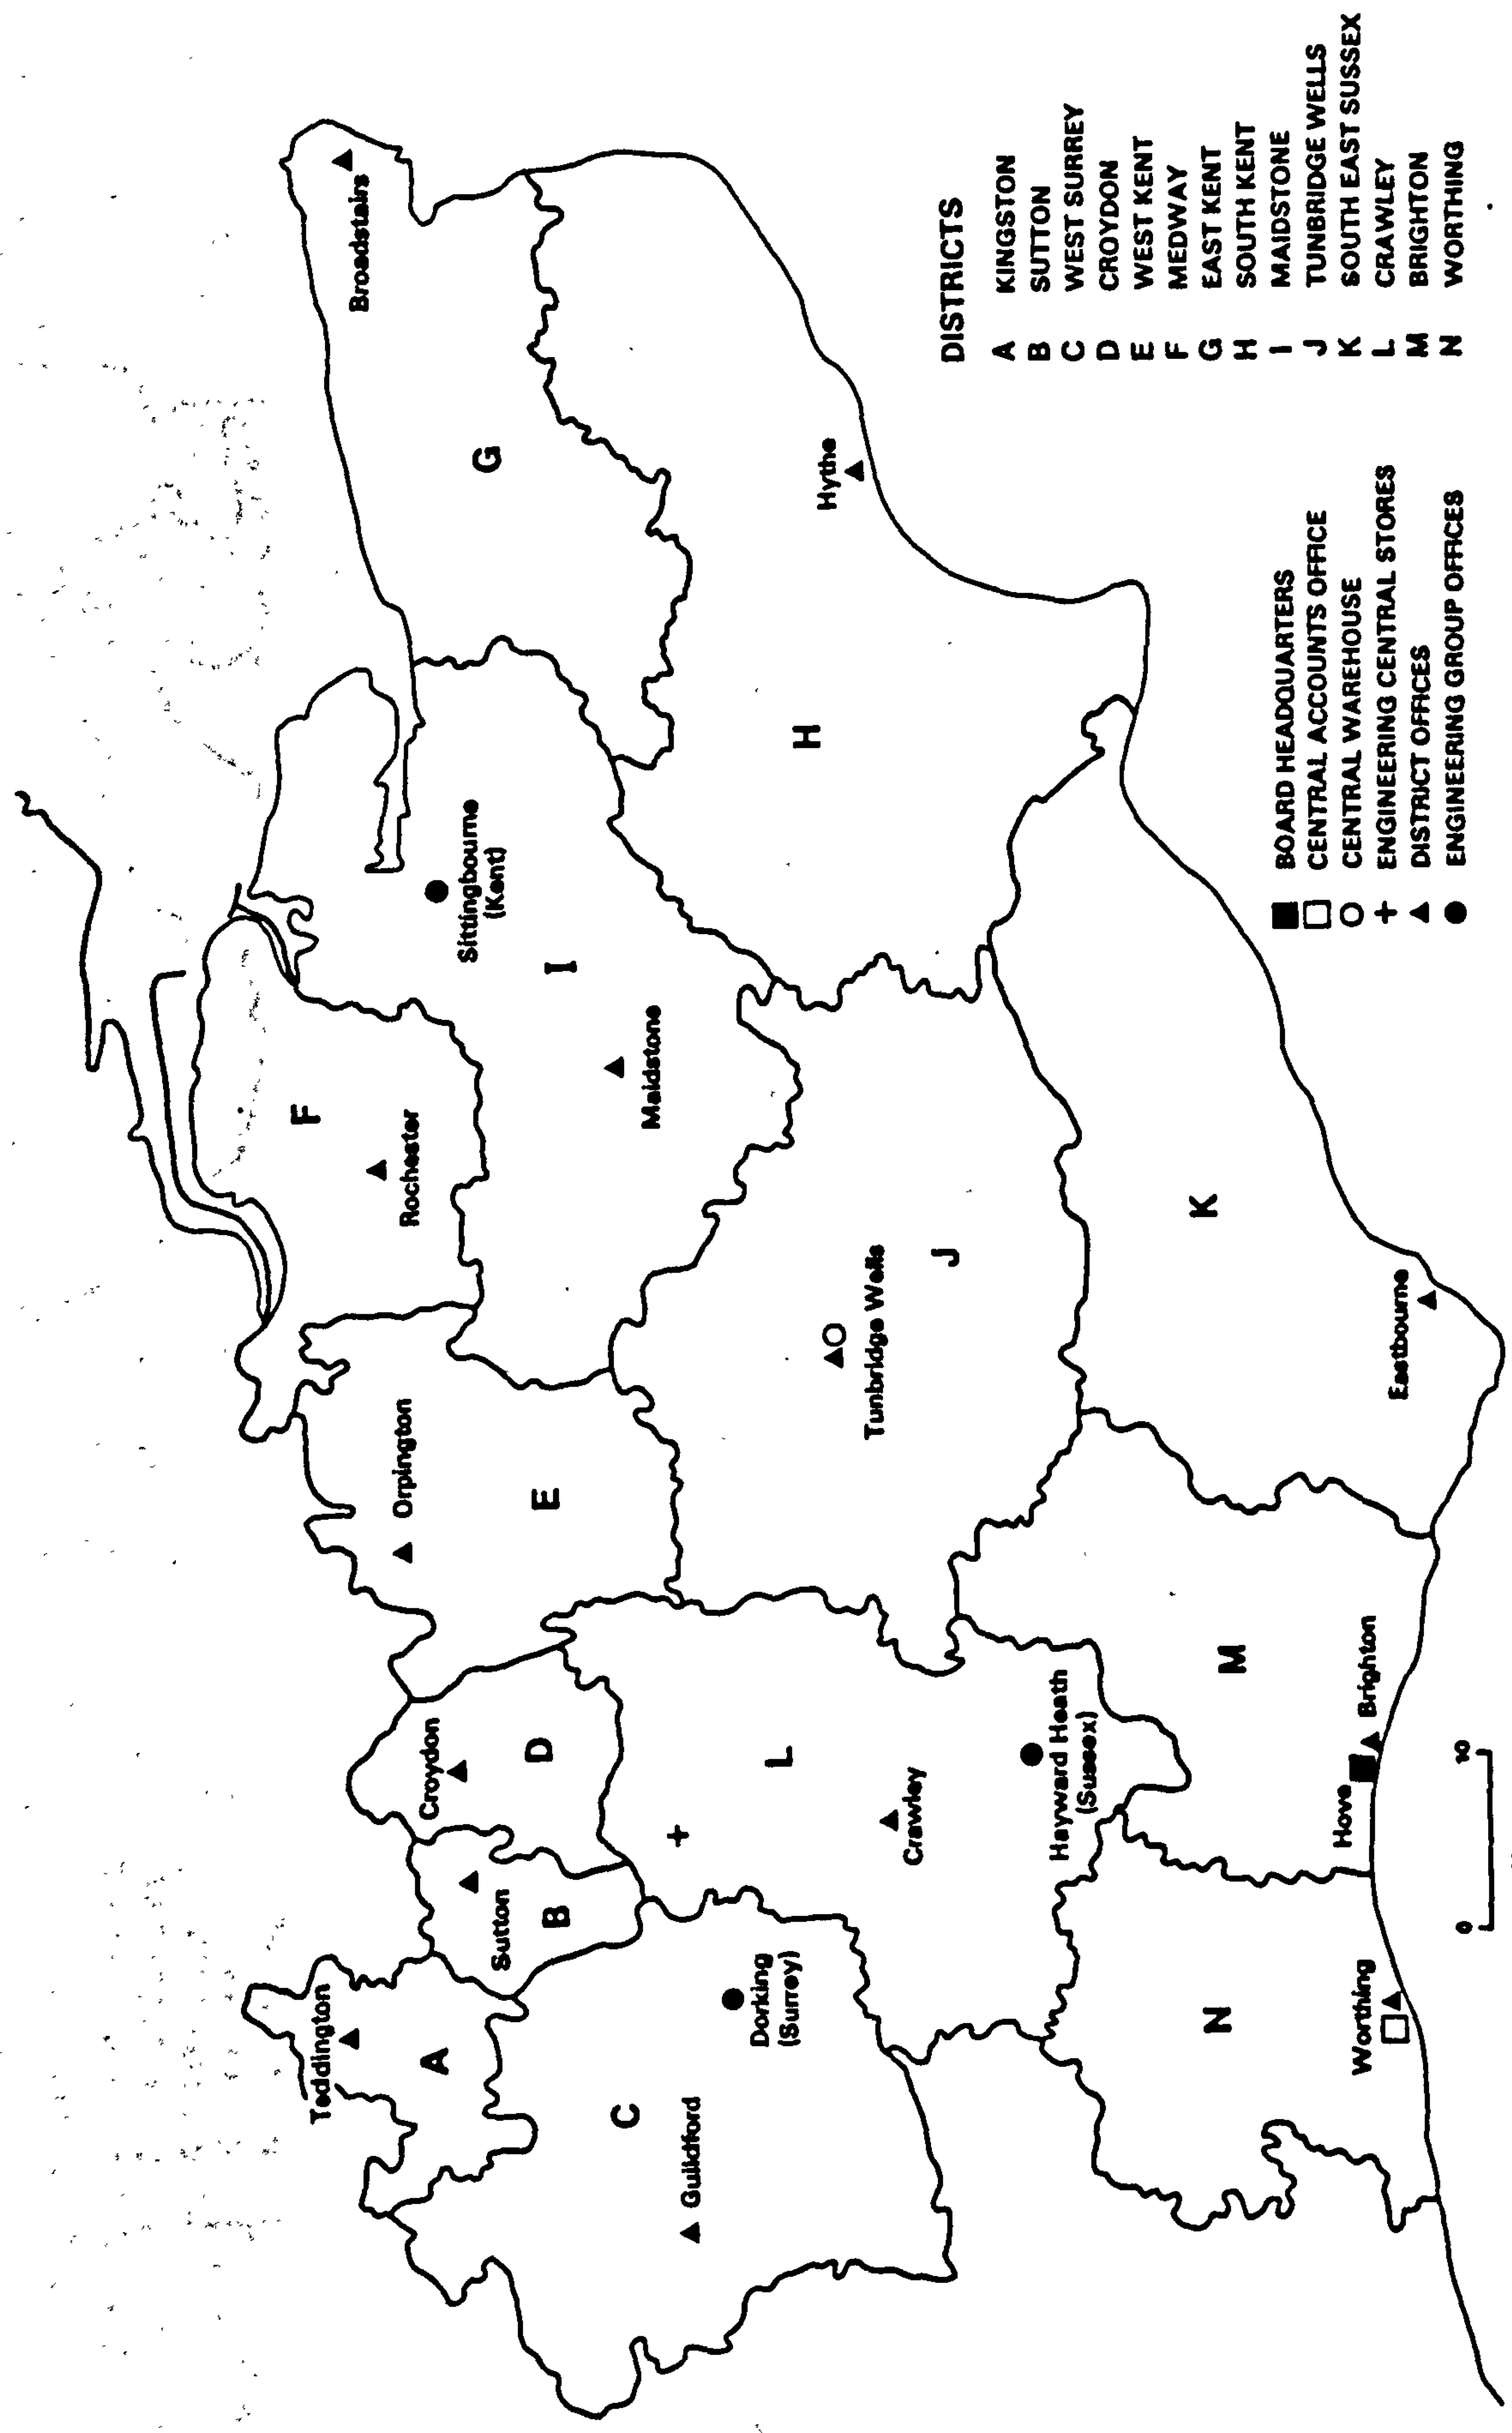 Broadstairs
G
Hythe
H
Sittingbourne
(Kent)
I
Maidstone
F
Rochester
Orpington
E
Tunbridge Wells
J
K
Eastbourne
Croydon
D
Sutton
B
Teddington
A
C
Guildford
Dorking
(Surrey)
L
Crawley
Hayward Heath
(Sussex)
M
Hove
Brighton
N
Worthing
0 10
BOARD HEADQUARTERS
CENTRAL ACCOUNTS OFFICE
CENTRAL WAREHOUSE
ENGINEERING CENTRAL STORES
DISTRICT OFFICES
ENGINEERING GROUP OFFICES
DISTRICTS
A KINGSTON
B SUTTON
C WEST SURREY
D CROYDON
E WEST KENT
F MEDWAY
G EAST KENT
H SOUTH KENT
I MAIDSTONE
J TUNBRIDGE WELLS
K SOUTH EAST SUSSEX
L CRAWLEY
M BRIGHTON
N WORTHING